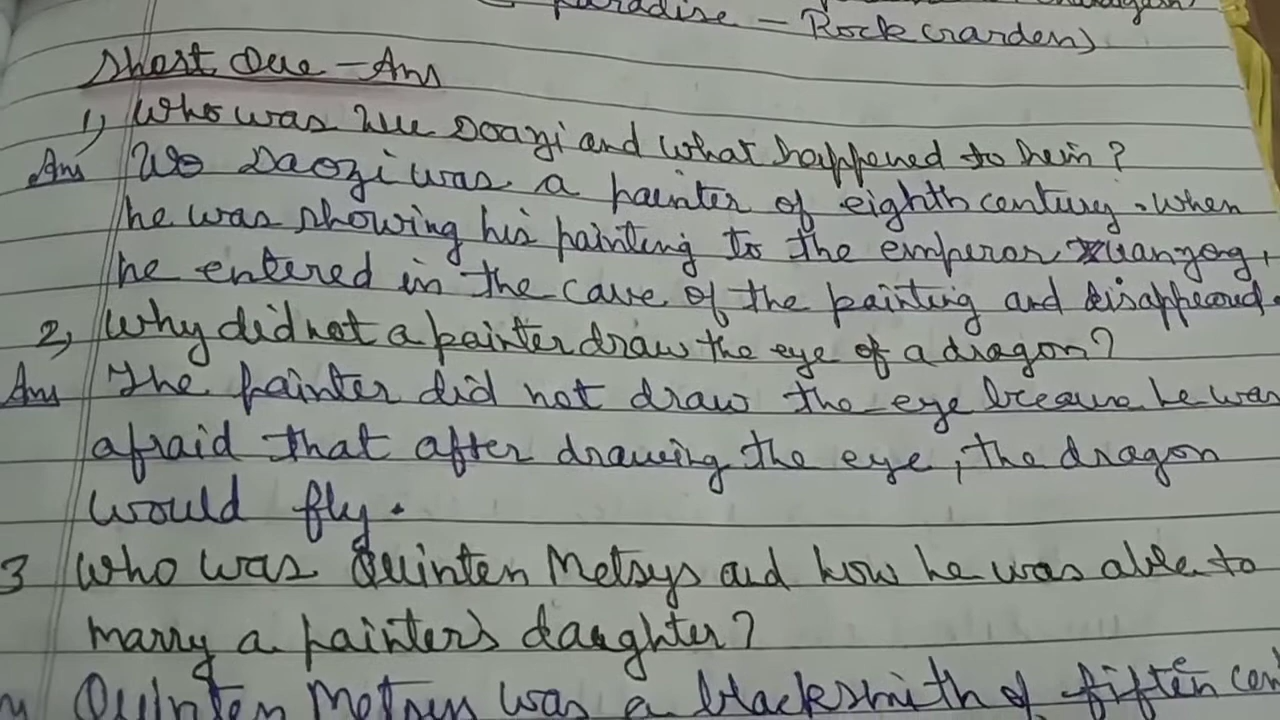 paradise - Rock Garden)
Short Que - Ans
1) Who was Wu Doazi and what happened to him?
Ans Wo Daozi was a painter of eighth century. When
he was showing his painting to the emperor Xuanzong,
he entered in the cave of the painting and disappeared.
2) Why did not a painter draw the eye of a dragon?
Ans The painter did not draw the eye because he was
afraid that after drawing the eye, the dragon
would fly.
3 Who was Quinten Metsys and how he was able to
marry a painter's daughter?
Quinten Metsys was a blacksmith of fifteen cen